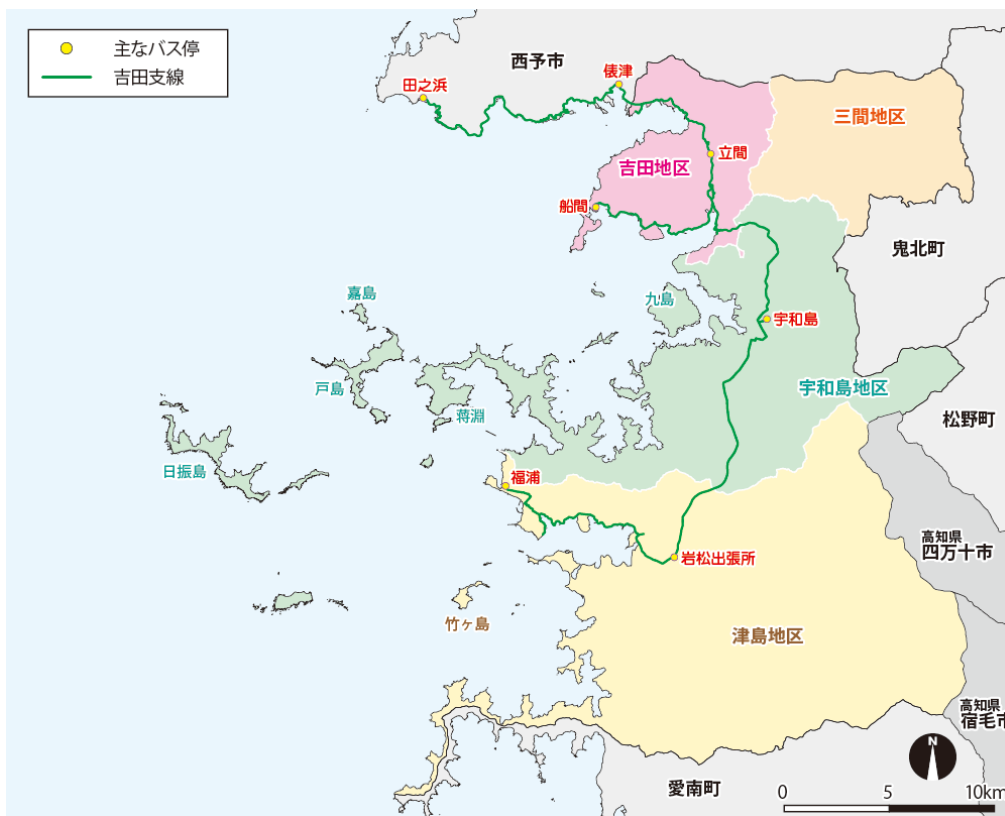 主なバス停
吉田支線
西予市
俵津
田之浜
三間地区
立間
吉田地区
船間
鬼北町
嘉島
九島
宇和島
戸島
宇和島地区
蒋淵
松野町
日振島
福浦
高知県
四万十市
岩松出張所
竹ヶ島
津島地区
高知県
宿毛市
N
愛南町
0 5 10km